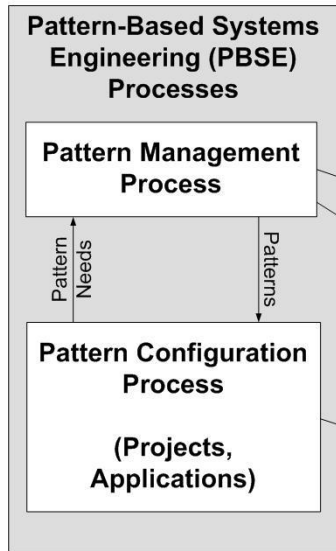 Pattern-Based Systems
Engineering (PBSE)
Processes
Pattern Management
Process
Pattern
Needs
Patterns
Pattern Configuration
Process
(Projects,
Applications)